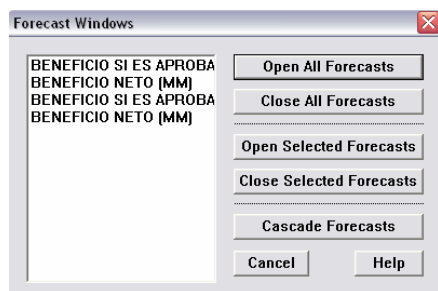 Forecast Windows
BENEFICIO SI ES APROBA
BENEFICIO NETO (MM)
BENEFICIO SI ES APROBA
BENEFICIO NETO (MM)
Open All Forecasts
Close All Forecasts
Open Selected Forecasts
Close Selected Forecasts
Cascade Forecasts
Cancel
Help